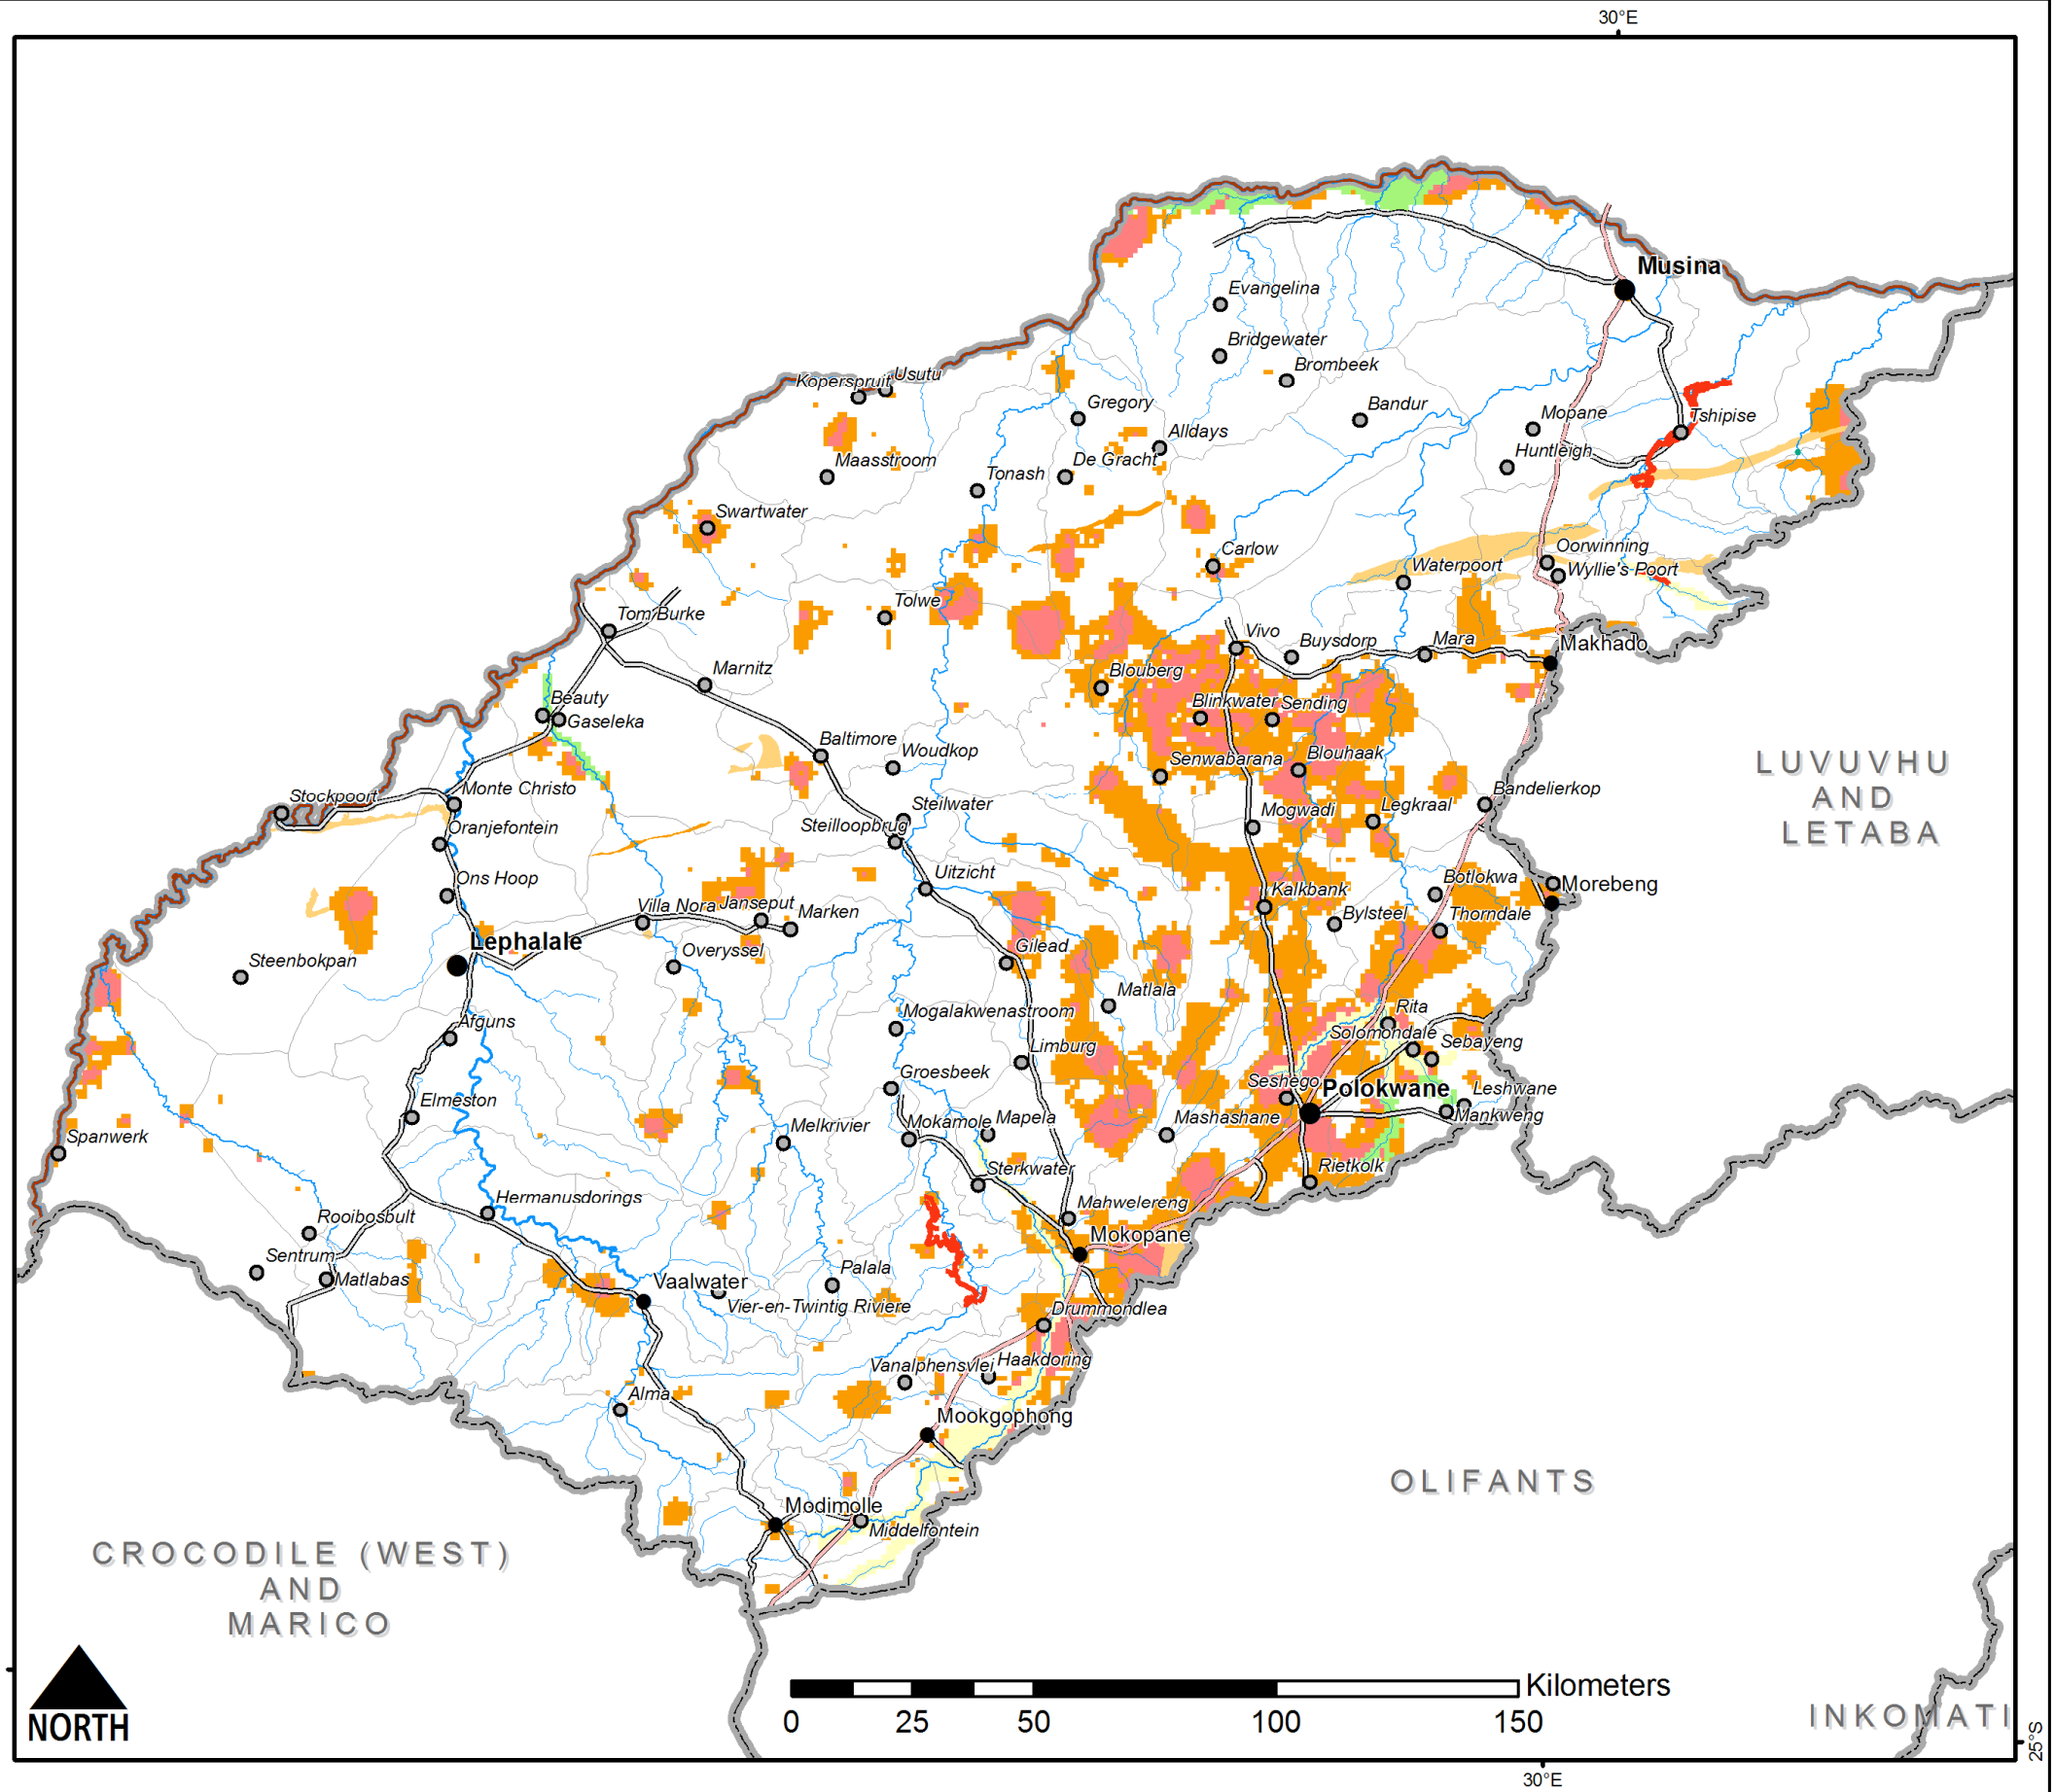 30°E
Musina
Evangelina
Bridgewater
Brombeek
Usutu
Koperspruit
Gregory
Bandur
Mopane
Tshipise
Alldays
Huntleigh
Maasstroom
De Gracht
Tonash
Swartwater
Carlow
Oorwinning
Waterpoort
Wyllie's Poort
Tolwe
Tom Burke
Vivo
Buysdorp
Mara
Makhado
Marnitz
Blouberg
Beauty
Gaseleka
Blinkwater
Sending
Baltimore
Woudkop
Senwabarana
Blouhaak
LUVUVHU
AND
LETABA
Stockpoort
Monte Christo
Bandelierkop
Steilwater
Mogwadi
Legkraal
Oranjefontein
Steilloopbrug
Ons Hoop
Uitzicht
Kalkbank
Botlokwa
Morebeng
Villa Nora
Janseput
Marken
Bylsteel
Thorndale
Lephalale
Overyssel
Gilead
Steenbokpan
Matlala
Mogalakwenastroom
Rita
Afguns
Solomondale
Sebayeng
Limburg
Groesbeek
Seshego
Polokwane
Leshwane
Elmeston
Mankweng
Melkrivier
Mokamole
Mapela
Mashashane
Spanwerk
Sterkwater
Rietkolk
Hermanusdorings
Mahwelereng
Rooibosbult
Mokopane
Sentrum
Matlabas
Vaalwater
Palala
Vier-en-Twintig Riviere
Drummondlea
Vanalphensvlei
Haakdoring
Alma
Mookgophong
OLIFANTS
Modimolle
Middelfontein
CROCODILE (WEST)
AND
MARICO
NORTH
Kilometers
0 25 50 100 150
INKOMATI
25°S
30°E